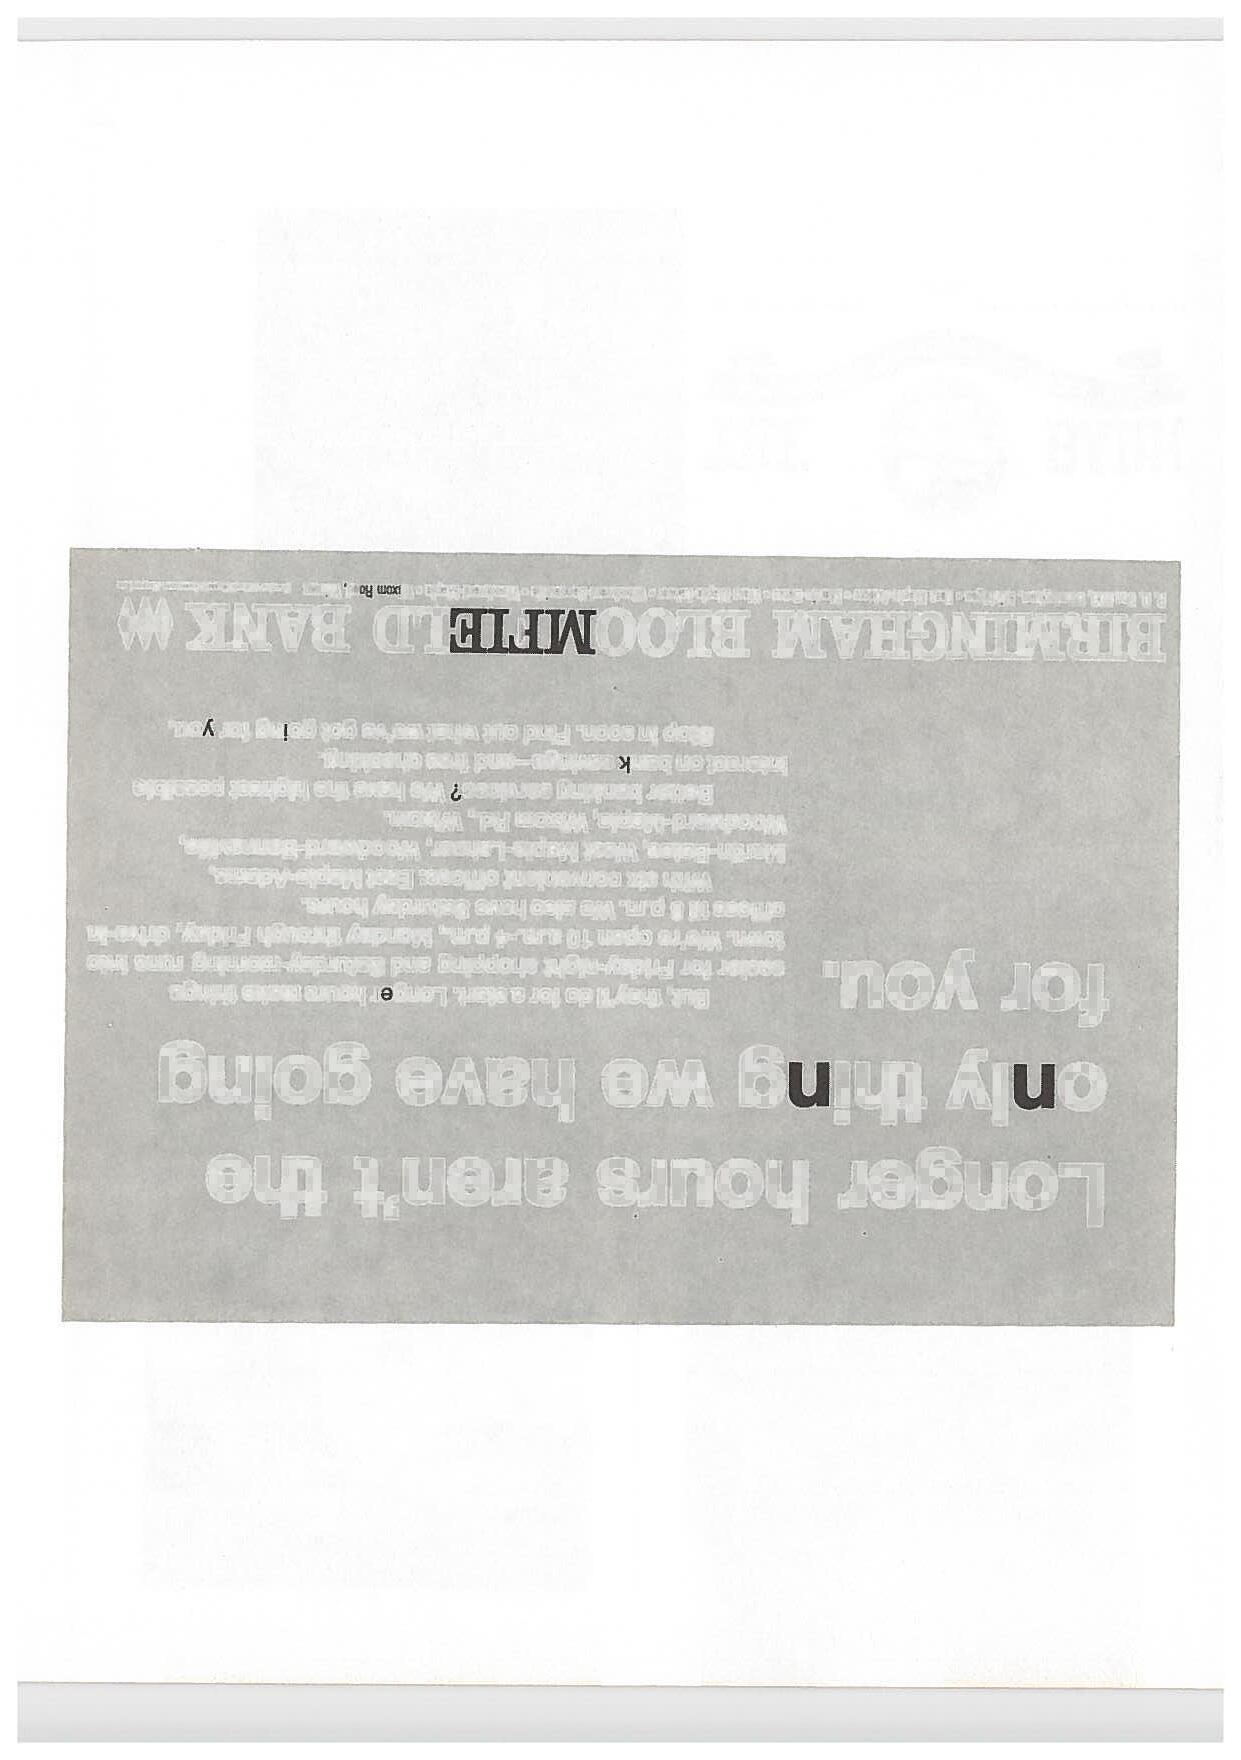 Longer hours aren't the
only thing we have going
for you.
But, they'll do for a start. Longer hours make things
easier for Friday-night shopping and Saturday-morning runs into
town. We're open 10 a.m.-4 p.m., Monday through Friday, drive-in
offices til 6 p.m. We also have Saturday hours.
With six convenient offices: East Maple-Adams,
Martin-Bates, West Maple-Lahser, Woodward-Bennaville,
Woodward-Maple, Wixom Rd., Wixom.
Better banking services? We have the highest possible
interest on bank savings—and free checking.
Stop in soon. Find out what we've got going for you.
BIRMINGHAM BLOOMFIELD BANK